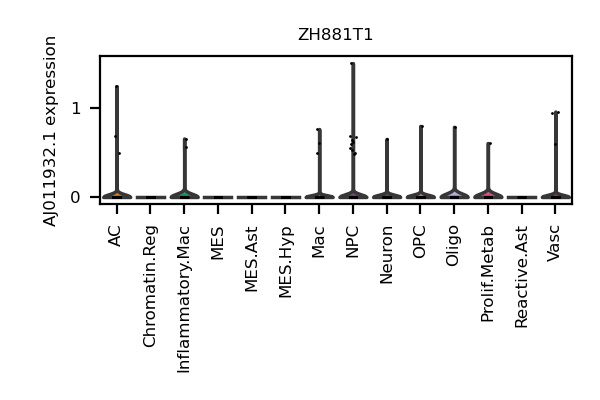 ZH881T1
AJ011932.1 expression
1
0
AC
Chromatin.Reg
Inflammatory.Mac
MES
MES.Ast
MES.Hyp
Mac
NPC
Neuron
OPC
Oligo
Prolif.Metab
Reactive.Ast
Vasc